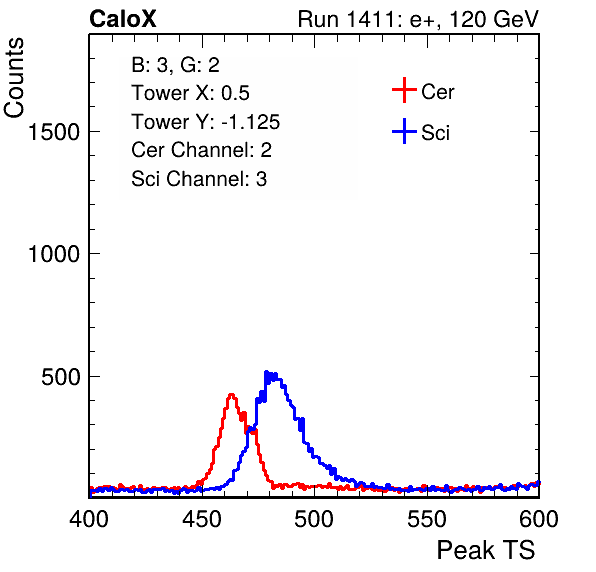 CaloX Run 1411: e+, 120 GeV
B: 3, G: 2
Tower X: 0.5
Tower Y: -1.125
Cer Channel: 2
Sci Channel: 3
Cer
Sci
Counts
1500
1000
500
400 450 500 550 600
Peak TS